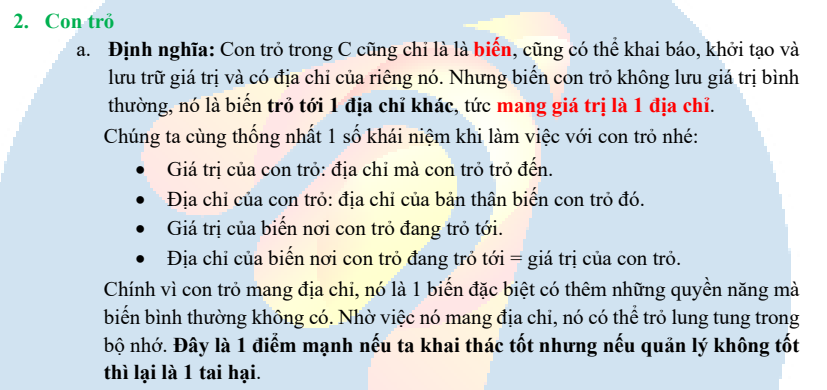 2. Con trỏ
a. Định nghĩa: Con trỏ trong C cũng chỉ là là biến, cũng có thể khai báo, khởi tạo và
lưu trữ giá trị và có địa chỉ của riêng nó. Nhưng biến con trỏ không lưu giá trị bình
thường, nó là biến trỏ tới 1 địa chỉ khác, tức mang giá trị là 1 địa chỉ.
Chúng ta cùng thống nhất 1 số khái niệm khi làm việc với con trỏ nhé:
• Giá trị của con trỏ: địa chỉ mà con trỏ trỏ đến.
• Địa chỉ của con trỏ: địa chỉ của bản thân biến con trỏ đó.
• Giá trị của biến nơi con trỏ đang trỏ tới.
• Địa chỉ của biến nơi con trỏ đang trỏ tới = giá trị của con trỏ.
Chính vì con trỏ mang địa chỉ, nó là 1 biến đặc biệt có thêm những quyền năng mà
biến bình thường không có. Nhờ việc nó mang địa chỉ, nó có thể trỏ lung tung trong
bộ nhớ. Đây là 1 điểm mạnh nếu ta khai thác tốt nhưng nếu quản lý không tốt
thì lại là 1 tai hại.